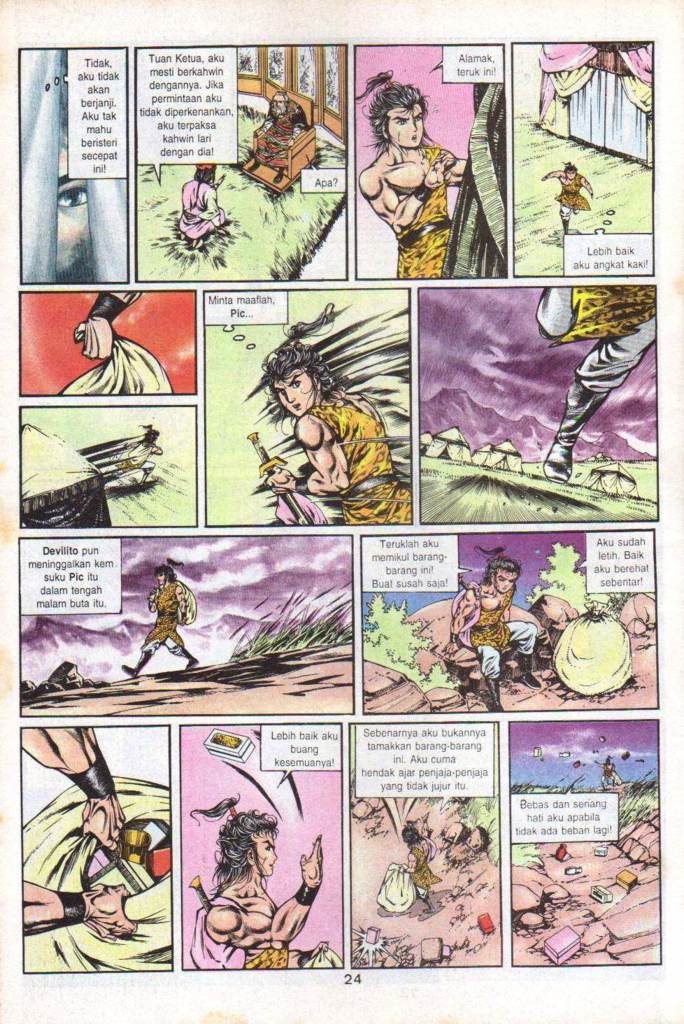 Tidak,
aku tidak
akan
berjanji.
Aku tak
mahu
beristeri
secepat
ini!
Tuan Ketua, aku
mesti berkahwin
dengannya. Jika
permintaan aku
tidak diperkenankan,
aku terpaksa
kahwin lari
dengan dia!
Apa?
Alamak,
teruk ini!
Lebih baik
aku angkat kaki!
Minta maaflah,
Pic...
Devilito pun
meninggalkan kem
suku Pic itu
dalam tengah
malam buta itu.
Teruklah aku
memikul barang-
barang ini!
Buat susah saja!
Aku sudah
letih. Baik
aku berehat
sebentar!
Lebih baik aku
buang
kesemuanya!
Sebenarnya aku bukannya
tamakkan barang-barang
ini. Aku cuma
hendak ajar penjaja-penjaja
yang tidak jujur itu.
Bebas dan senang
hati aku apabila
tidak ada beban lagi!
24